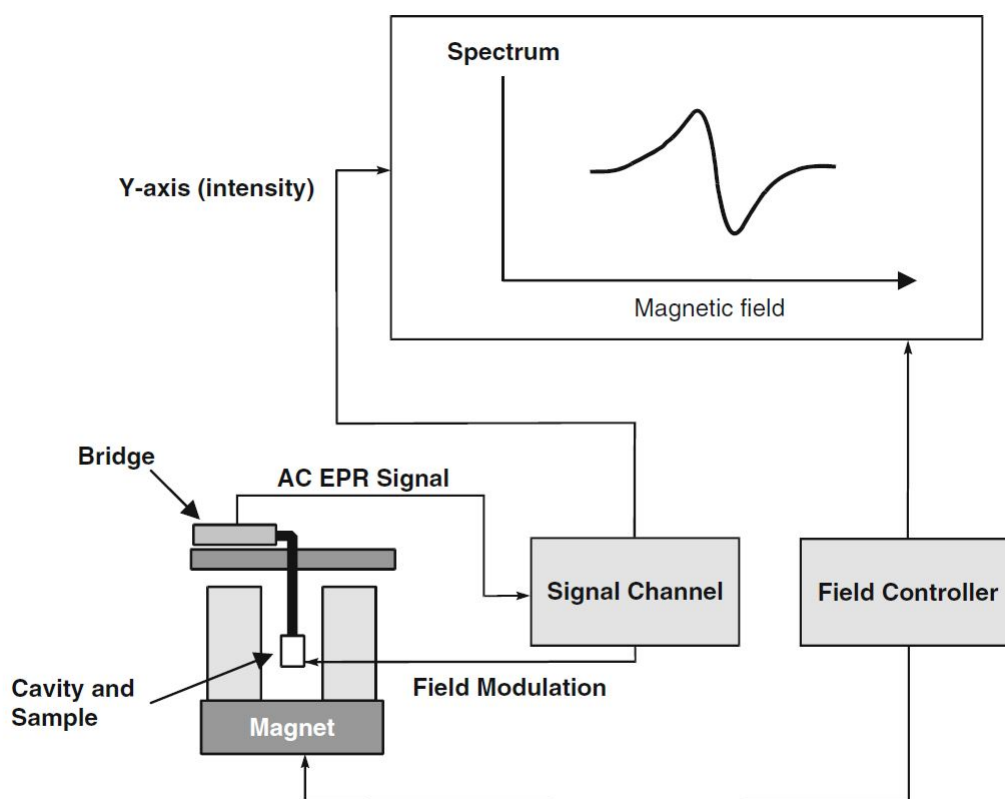 Spectrum
Y-axis (intensity)
Magnetic field
Bridge
AC EPR Signal
Signal Channel
Field Controller
Cavity and
Sample
Field Modulation
Magnet